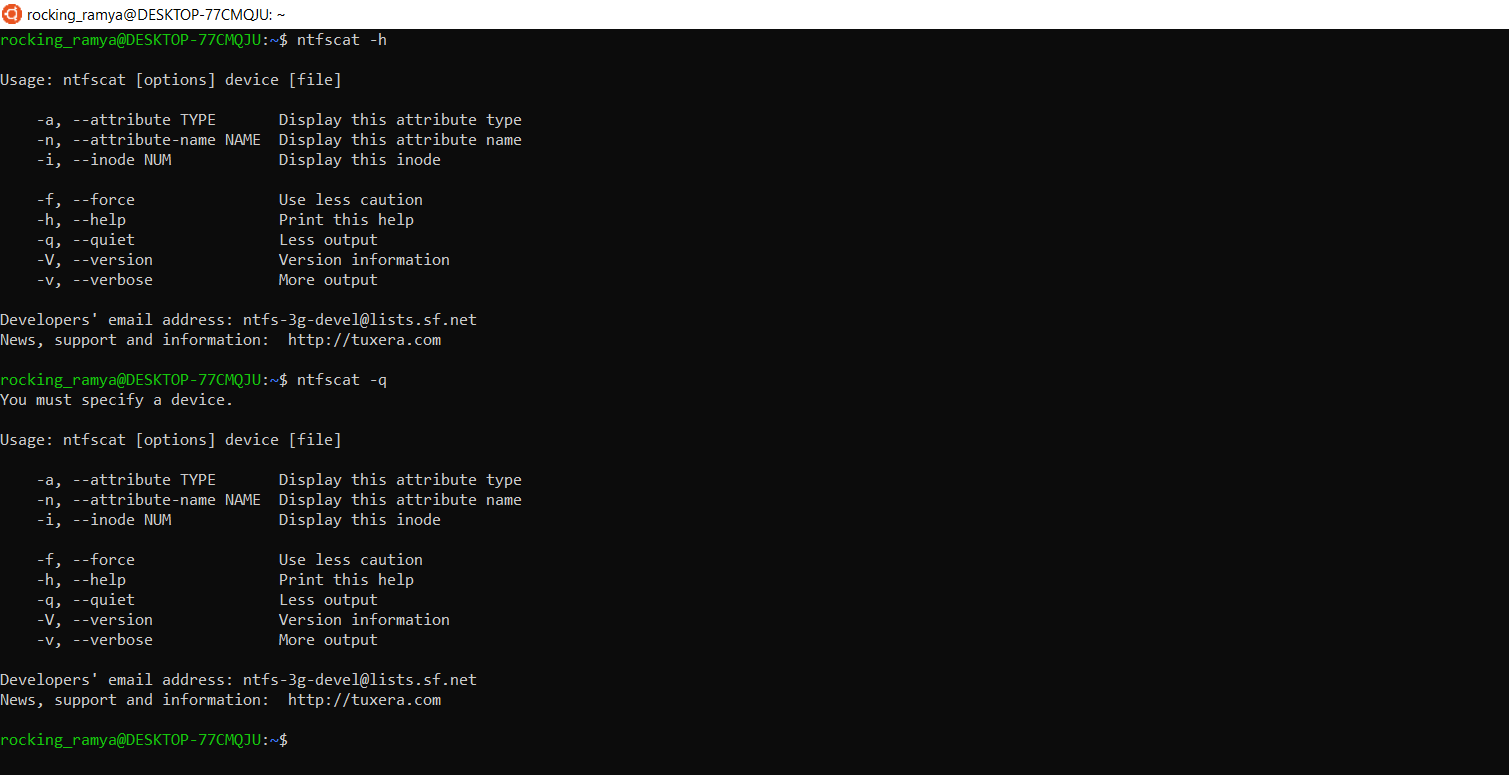 rocking_ramya@DESKTOP-77CMQJU: ~
rocking_ramya@DESKTOP-77CMQJU:~$ ntfscat -h
Usage: ntfscat [options] device [file]
-a, --attribute TYPE       Display this attribute type
-n, --attribute-name NAME  Display this attribute name
-i, --inode NUM            Display this inode
-f, --force                Use less caution
-h, --help                 Print this help
-q, --quiet                Less output
-V, --version              Version information
-v, --verbose              More output
Developers' email address: ntfs-3g-devel@lists.sf.net
News, support and information:  http://tuxera.com
rocking_ramya@DESKTOP-77CMQJU:~$ ntfscat -q
You must specify a device.
Usage: ntfscat [options] device [file]
-a, --attribute TYPE       Display this attribute type
-n, --attribute-name NAME  Display this attribute name
-i, --inode NUM            Display this inode
-f, --force                Use less caution
-h, --help                 Print this help
-q, --quiet                Less output
-V, --version              Version information
-v, --verbose              More output
Developers' email address: ntfs-3g-devel@lists.sf.net
News, support and information:  http://tuxera.com
rocking_ramya@DESKTOP-77CMQJU:~$